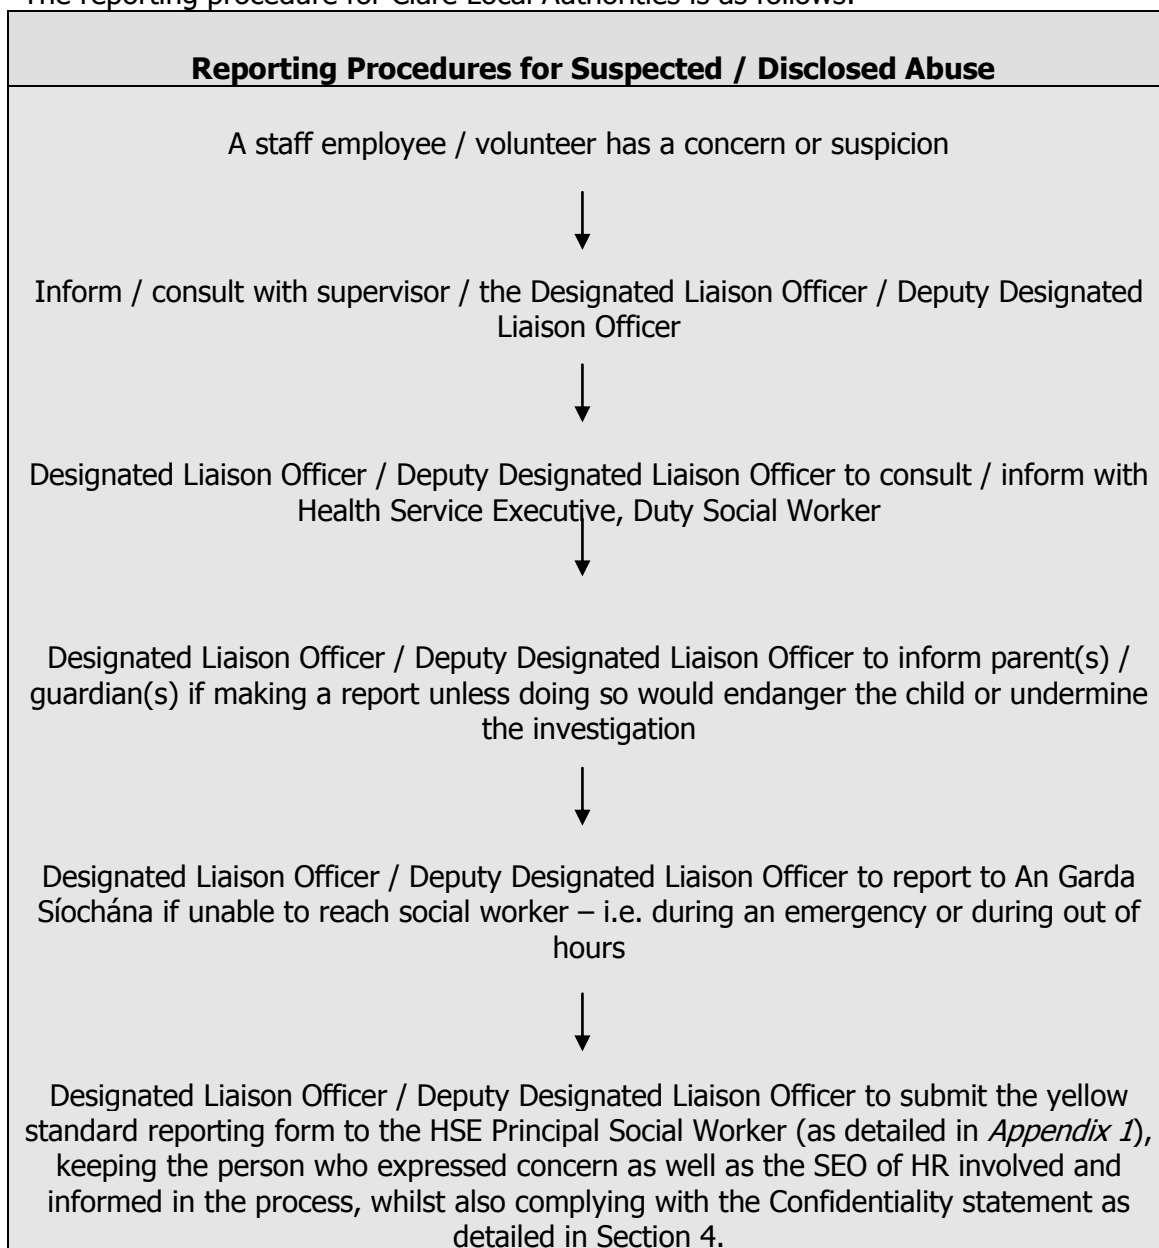 The reporting procedure for Clare Local Authorities is as follows:
Reporting Procedures for Suspected / Disclosed Abuse
A staff employee / volunteer has a concern or suspicion
Inform / consult with supervisor / the Designated Liaison Officer / Deputy Designated
Liaison Officer
Designated Liaison Officer / Deputy Designated Liaison Officer to consult / inform with
Health Service Executive, Duty Social Worker
Designated Liaison Officer / Deputy Designated Liaison Officer to inform parent(s) /
guardian(s) if making a report unless doing so would endanger the child or undermine
the investigation
Designated Liaison Officer / Deputy Designated Liaison Officer to report to An Garda
Síochána if unable to reach social worker – i.e. during an emergency or during out of
hours
Designated Liaison Officer / Deputy Designated Liaison Officer to submit the yellow
standard reporting form to the HSE Principal Social Worker (as detailed in Appendix 1),
keeping the person who expressed concern as well as the SEO of HR involved and
informed in the process, whilst also complying with the Confidentiality statement as
detailed in Section 4.